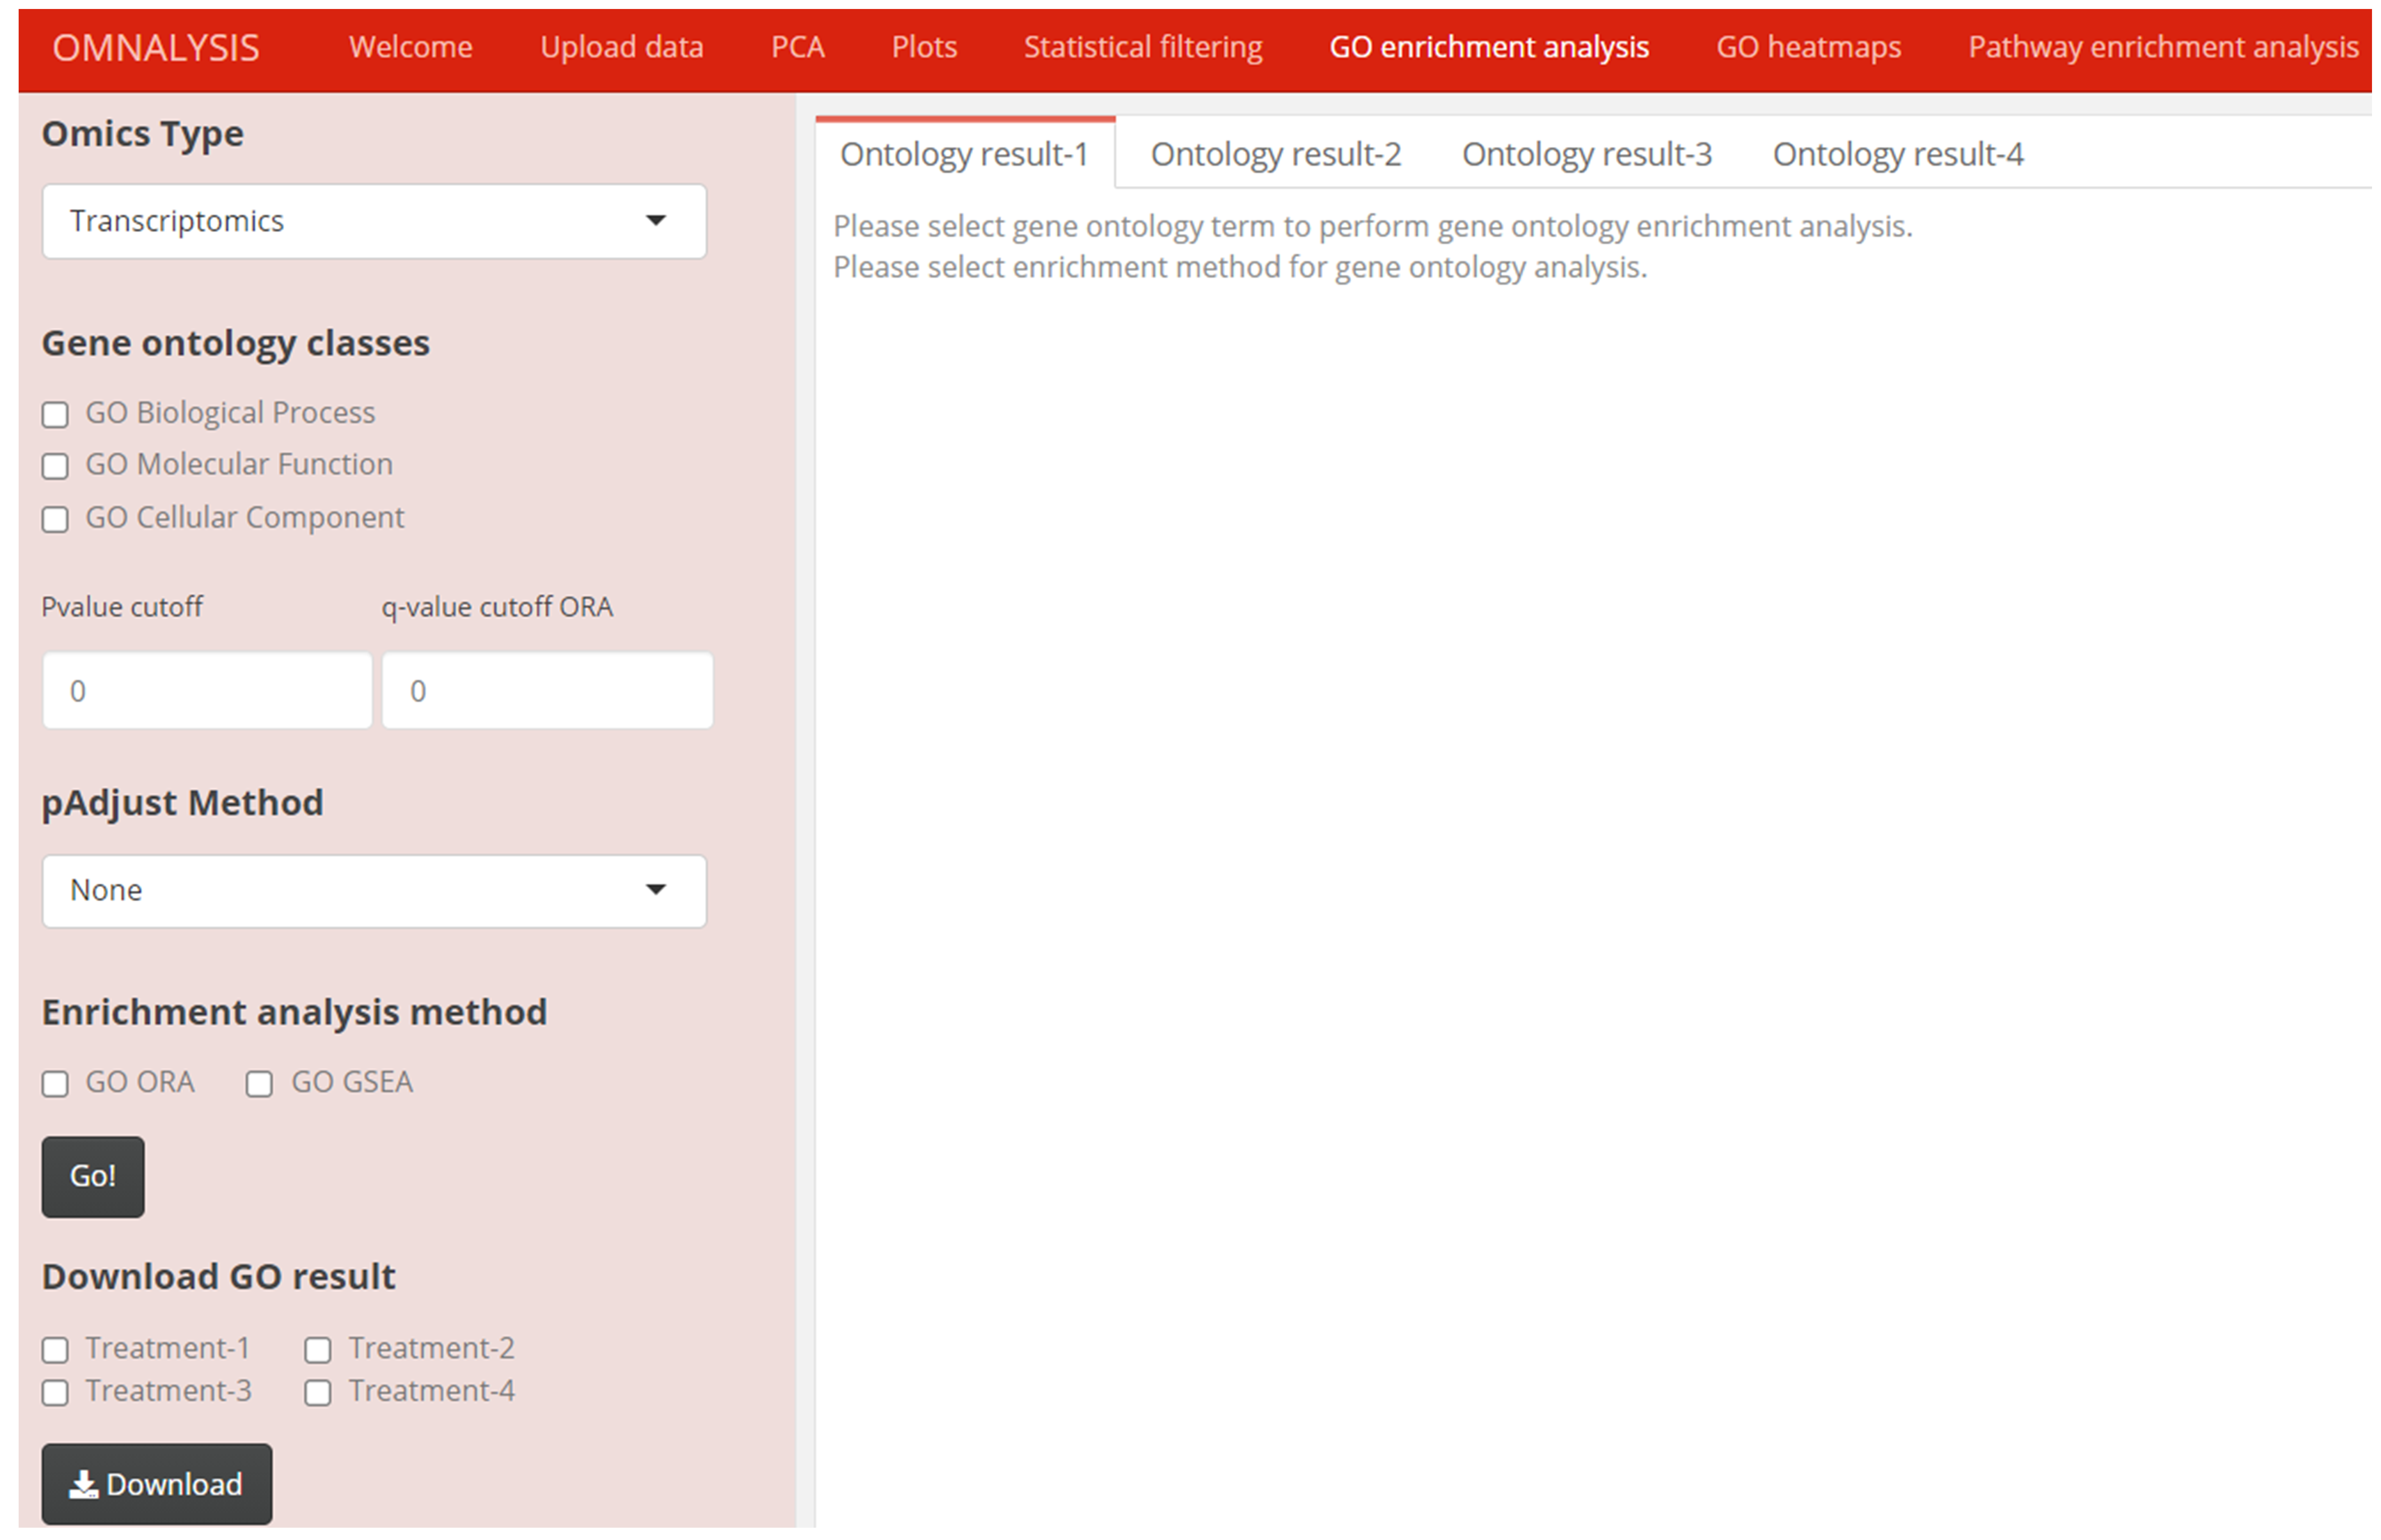 OMNALYSIS Welcome Upload data PCA Plots Statistical filtering GO enrichment analysis GO heatmaps Pathway enrichment analysis
Omics Type
Transcriptomics
Gene ontology classes
GO Biological Process
GO Molecular Function
GO Cellular Component
Pvalue cutoff q-value cutoff ORA
0 0
pAdjust Method
None
Enrichment analysis method
GO ORA GO GSEA
Go!
Download GO result
Treatment-1 Treatment-2
Treatment-3 Treatment-4
Download
Ontology result-1 Ontology result-2 Ontology result-3 Ontology result-4
Please select gene ontology term to perform gene ontology enrichment analysis.
Please select enrichment method for gene ontology analysis.